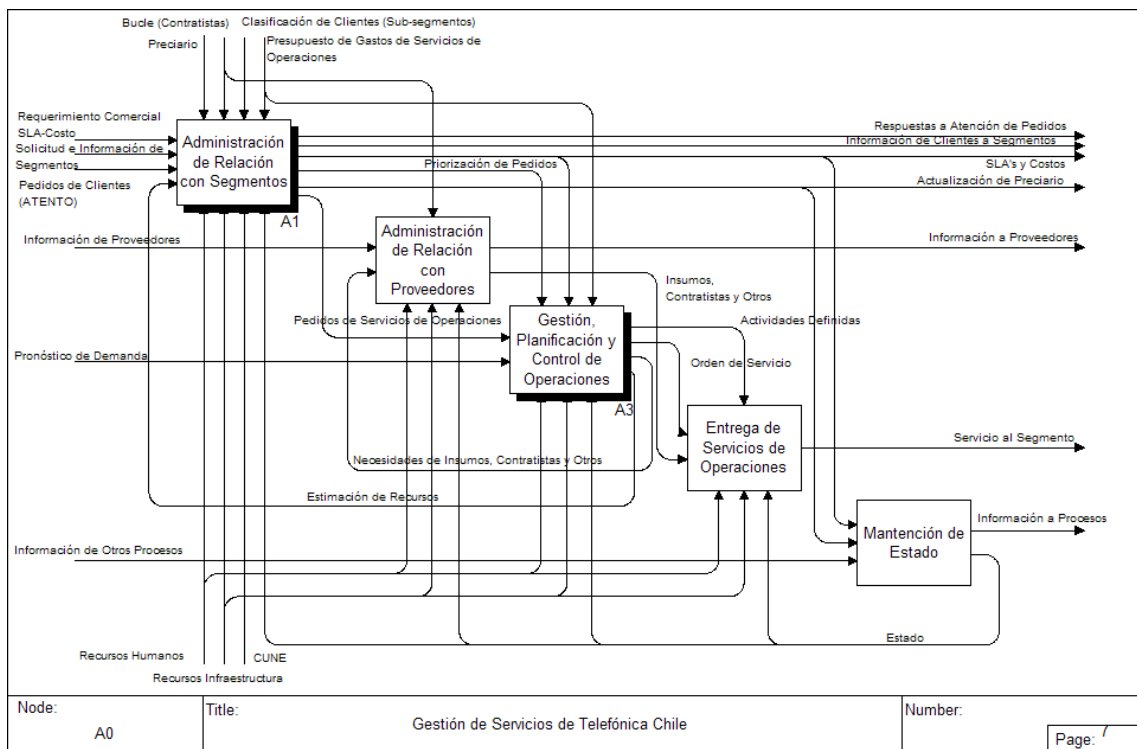 Bucle (Contratistas)
Clasificación de Clientes (Sub-segmentos)
Preciario
Presupuesto de Gastos de Servicios de
Operaciones
Requerimiento Comercial
SLA-Costo
Solicitud e Información de
Segmentos
Pedidos de Clientes
(ATENTO)
Administración
de Relación
con Segmentos
A1
Respuestas a Atención de Pedidos
Información de Clientes a Segmentos
Priorización de Pedidos
SLA's y Costos
Actualización de Preciario
Información de Proveedores
Administración
de Relación
con
Proveedores
Información a Proveedores
Insumos,
Contratistas y Otros
Pedidos de Servicios de Operaciones
Gestión,
Planificación y
Control de
Operaciones
A3
Actividades Definidas
Pronóstico de Demanda
Orden de Servicio
Entrega de
Servicios de
Operaciones
Servicio al Segmento
Necesidades de Insumos, Contratistas y Otros
Estimación de Recursos
Mantención de
Estado
Información a Procesos
Información de Otros Procesos
Estado
Recursos Humanos
CUNE
Recursos Infraestructura
Node:
A0
Title:
Gestión de Servicios de Telefónica Chile
Number:
Page: 7